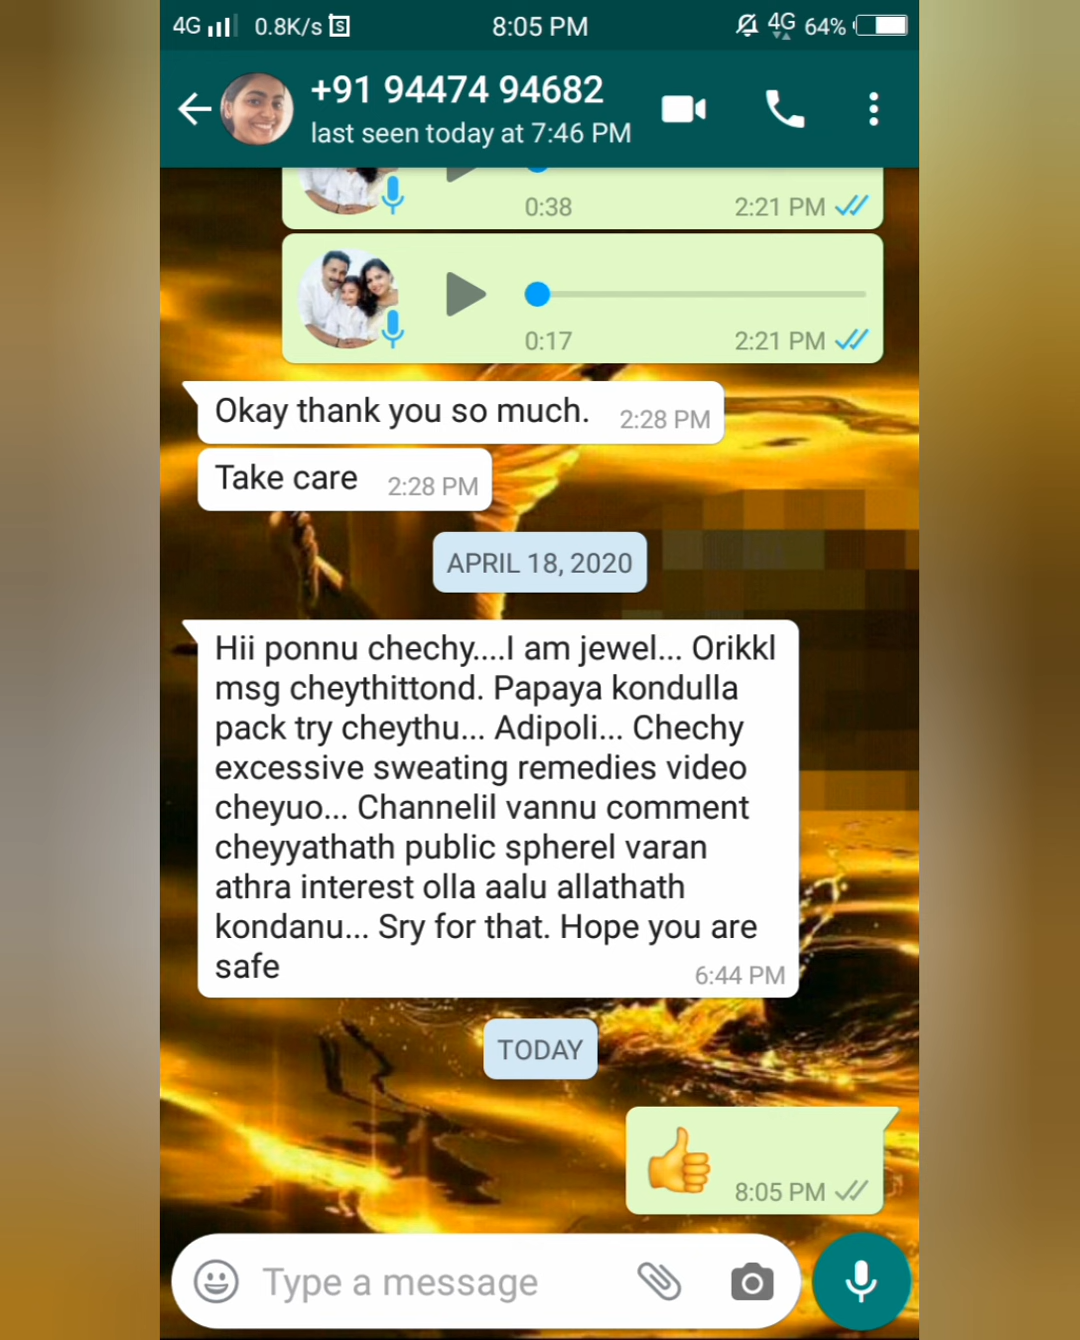 4G 0.8K/s S 8:05 PM 4G 64%
+91 94474 94682
last seen today at 7:46 PM
0:38 2:21 PM
0:17 2:21 PM
Okay thank you so much. 2:28 PM
Take care 2:28 PM
APRIL 18, 2020
Hii ponnu chechy....I am jewel... Orikkl
msg cheythittond. Papaya kondulla
pack try cheythu... Adipoli... Chechy
excessive sweating remedies video
cheyuo... Channelil vannu comment
cheyyathath public spherel varan
athra interest olla aalu allathath
kondanu... Sry for that. Hope you are
safe 6:44 PM
TODAY
👍 8:05 PM
Type a message